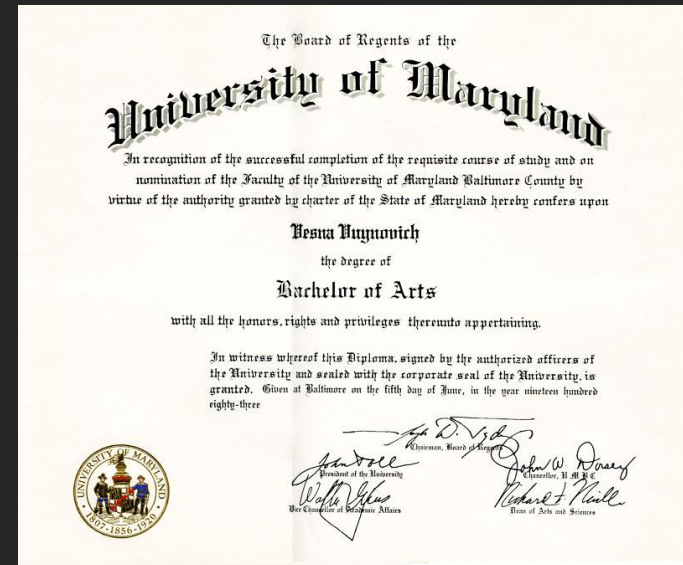 The Board of Regents of the
University of Maryland
In recognition of the successful completion of the requisite course of study and on
nomination of the Faculty of the University of Maryland Baltimore County by
virtue of the authority granted by charter of the State of Maryland hereby confers upon
Vesna Vuynovich
the degree of
Bachelor of Arts
with all the honors, rights and privileges thereunto appertaining.
In witness whereof this Diploma, signed by the authorized officers of
the University and sealed with the corporate seal of the University, is
granted. Given at Baltimore on the fifth day of June, in the year nineteen hundred
eighty-three
Chairman, Board of Regents
John Toll
President of the University
John W. Dorsey
Chancellor, U M B C
Vice Chancellor of Academic Affairs
Richard
Dean of Arts and Sciences
UNIVERSITY OF MARYLAND
1807-1856-1920